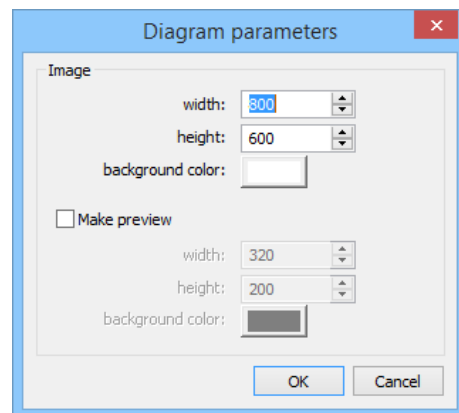 Diagram parameters
Image
width: 800
height: 600
background color:
Make preview
width: 320
height: 200
background color:
OK Cancel